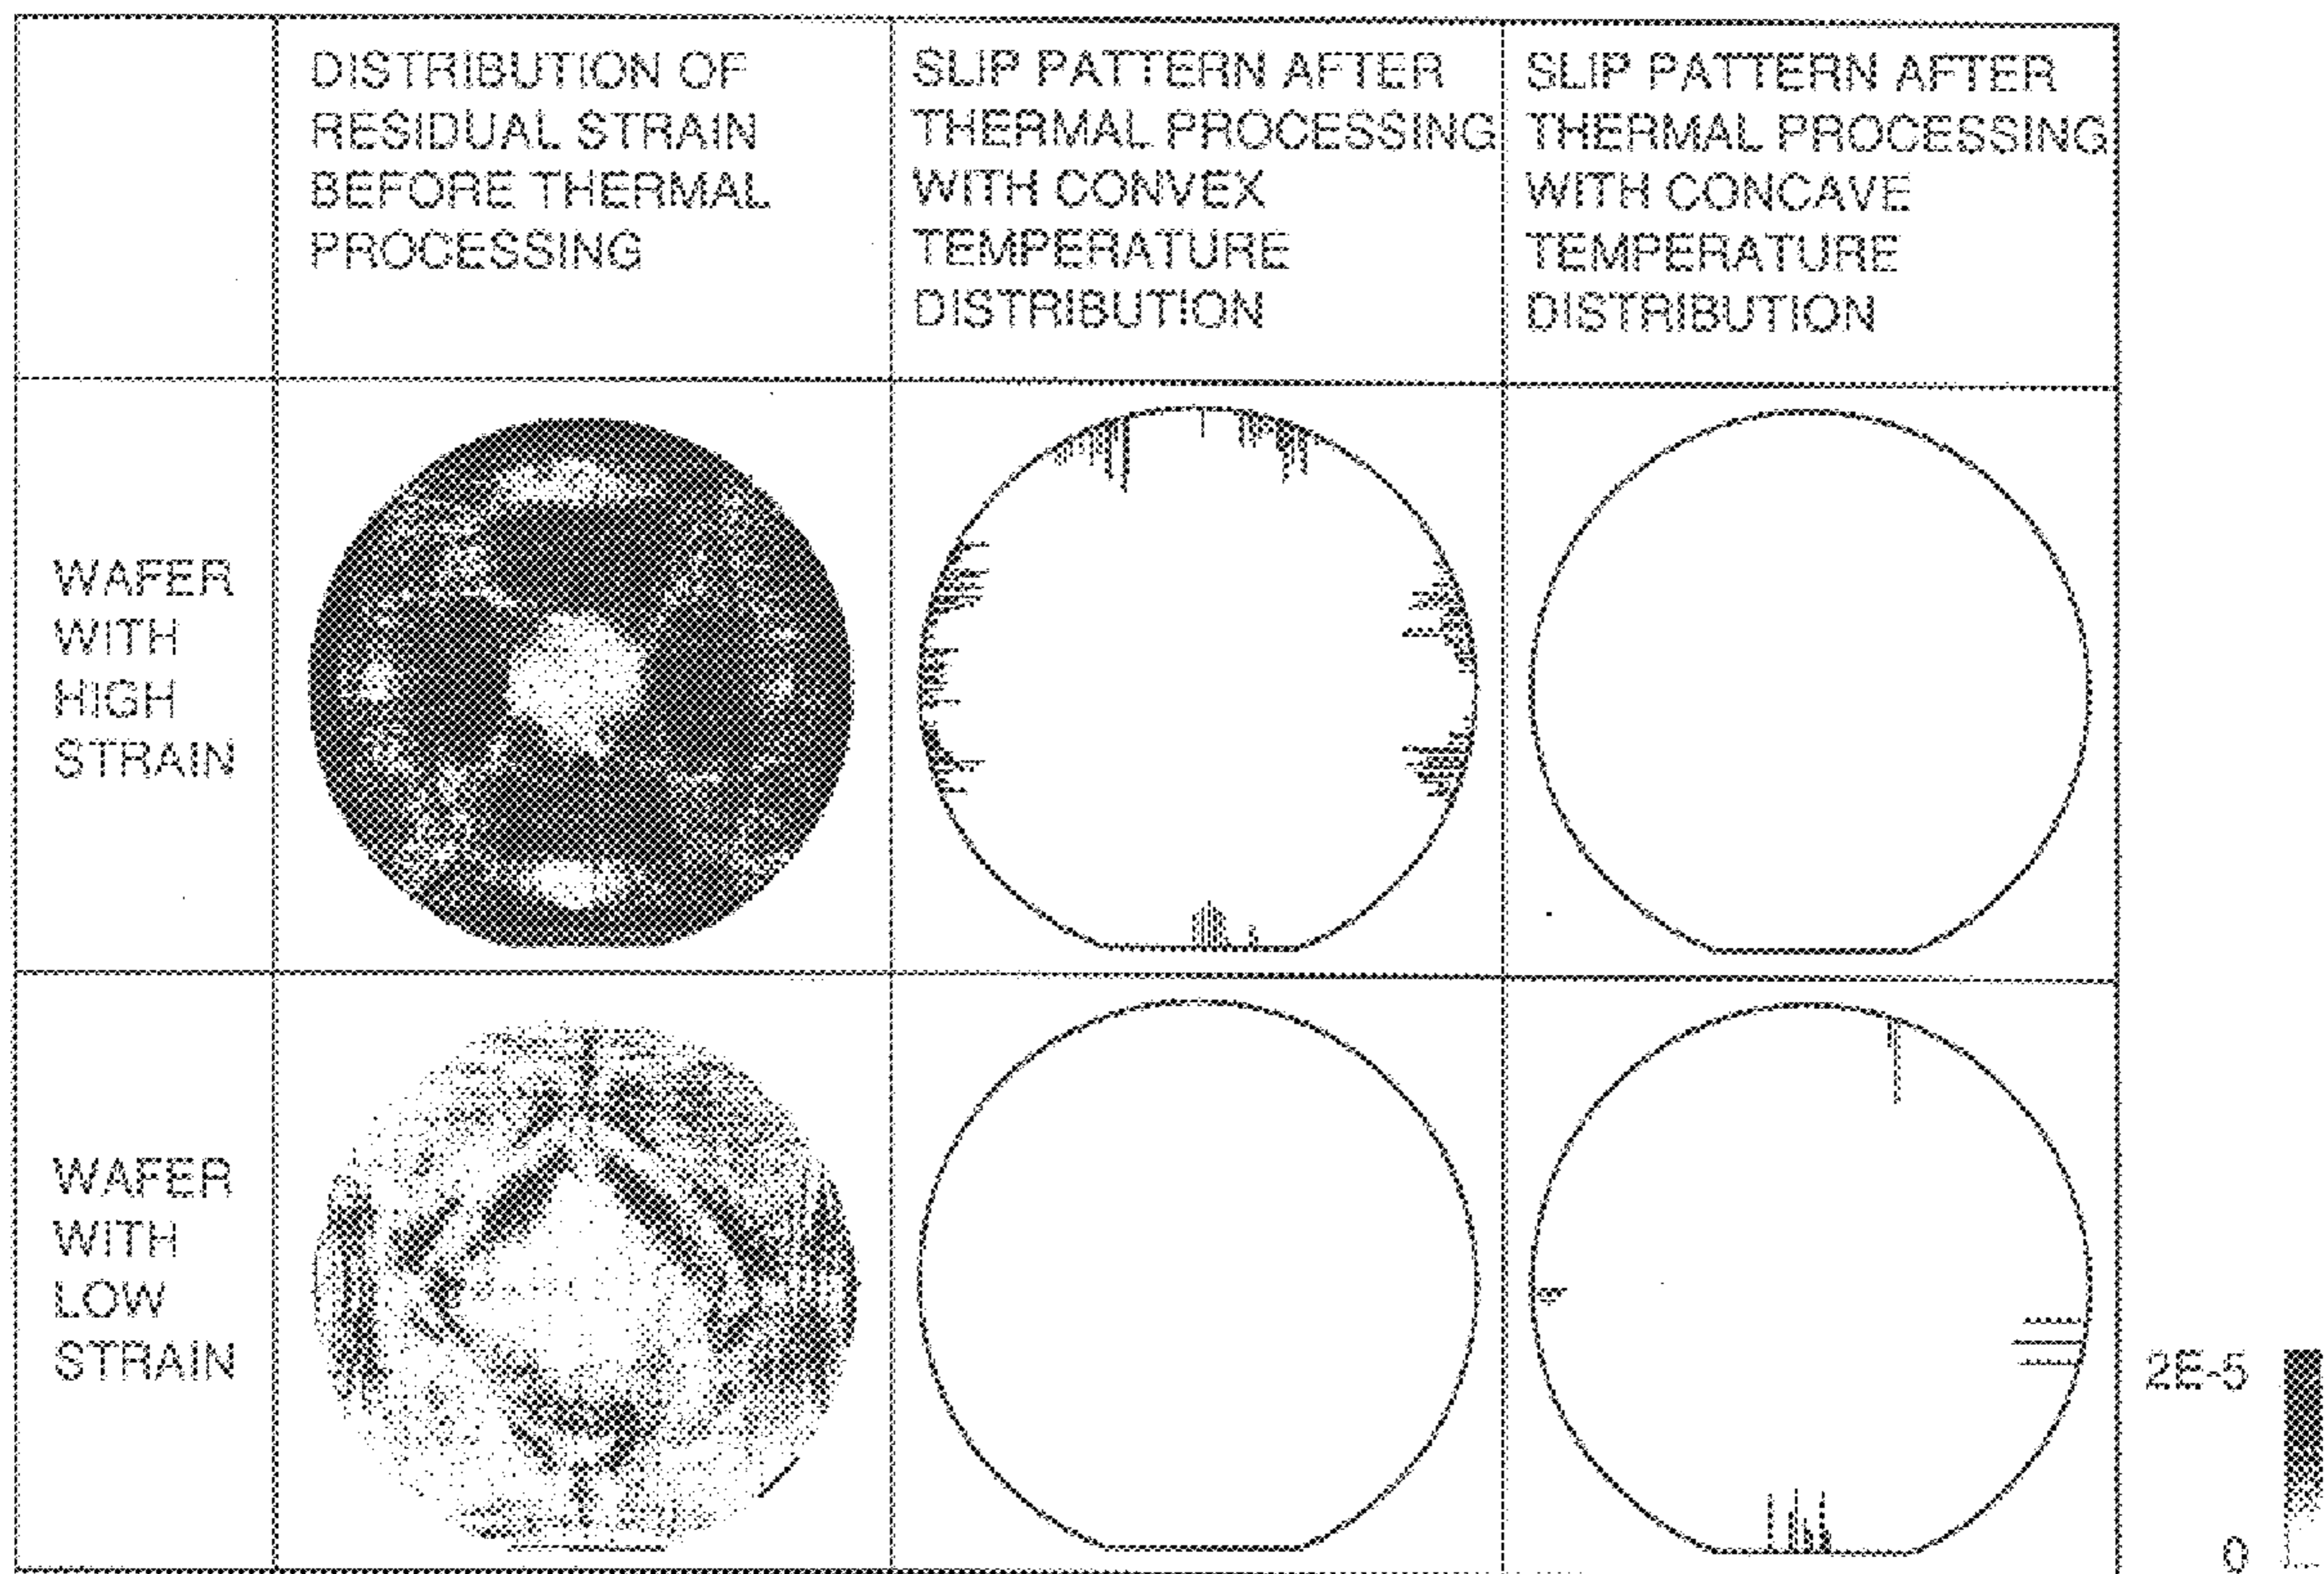 DISTRIBUTION OF
RESIDUAL STRAIN
BEFORE THERMAL
PROCESSING
SLIP PATTERN AFTER
THERMAL PROCESSING
WITH CONVEX
TEMPERATURE
DISTRIBUTION
SLIP PATTERN AFTER
THERMAL PROCESSING
WITH CONCAVE
TEMPERATURE
DISTRIBUTION
WAFER
WITH
HIGH
STRAIN
WAFER
WITH
LOW
STRAIN
2E-5
0